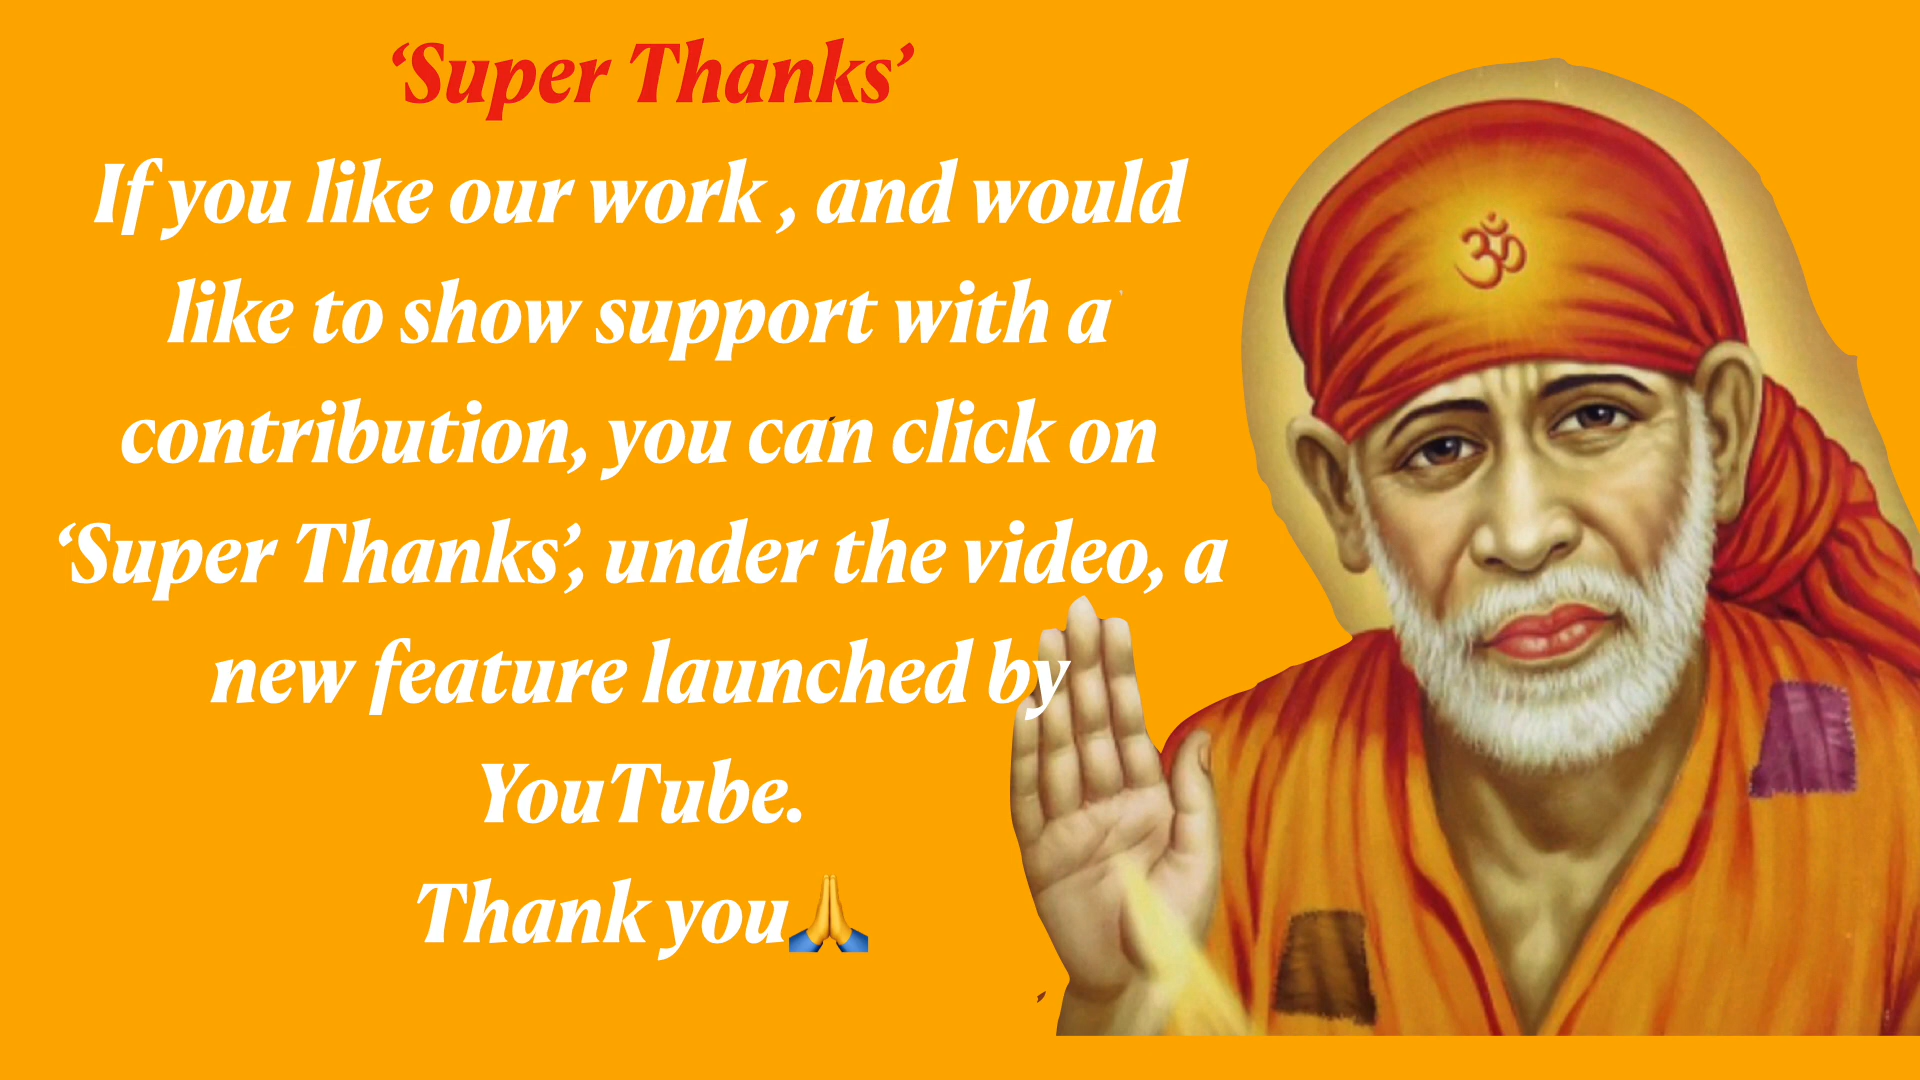 ‘Super Thanks’
If you like our work , and would
like to show support with a
contribution, you can click on
‘Super Thanks’, under the video, a
new feature launched by
YouTube.
Thank you🙏
ॐ